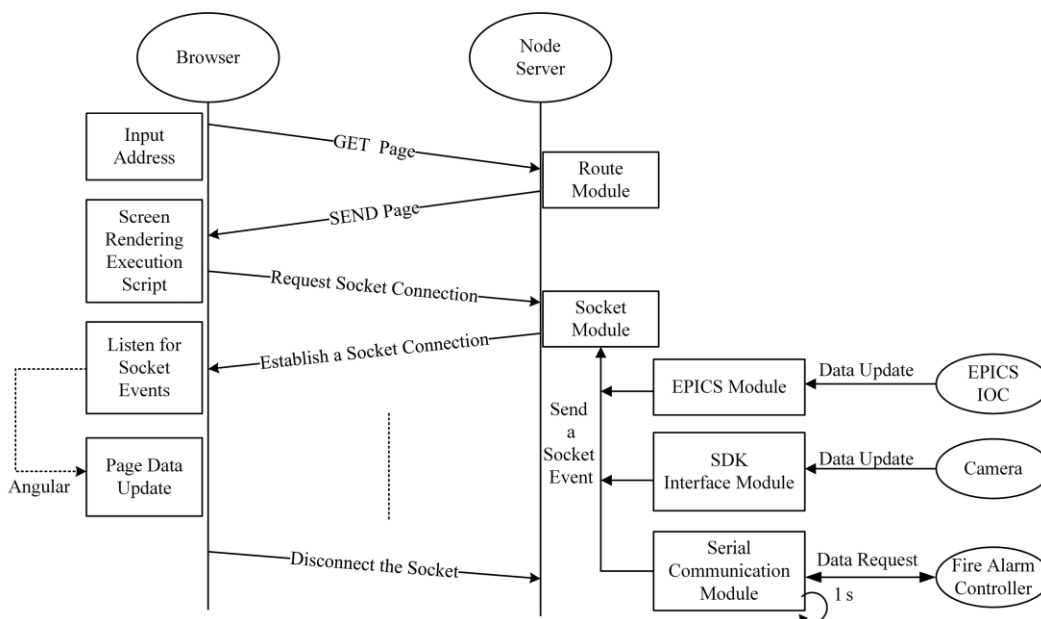 Browser
Node
Server
Input
Address
GET Page
Route
Module
SEND Page
Screen
Rendering
Execution
Script
Request Socket Connection
Socket
Module
Establish a Socket Connection
Listen for
Socket
Events
Angular
Page Data
Update
Send
a
Socket
Event
EPICS Module
Data Update
EPICS
IOC
SDK
Interface Module
Data Update
Camera
Serial
Communication
Module
Data Request
1 s
Fire Alarm
Controller
Disconnect the Socket